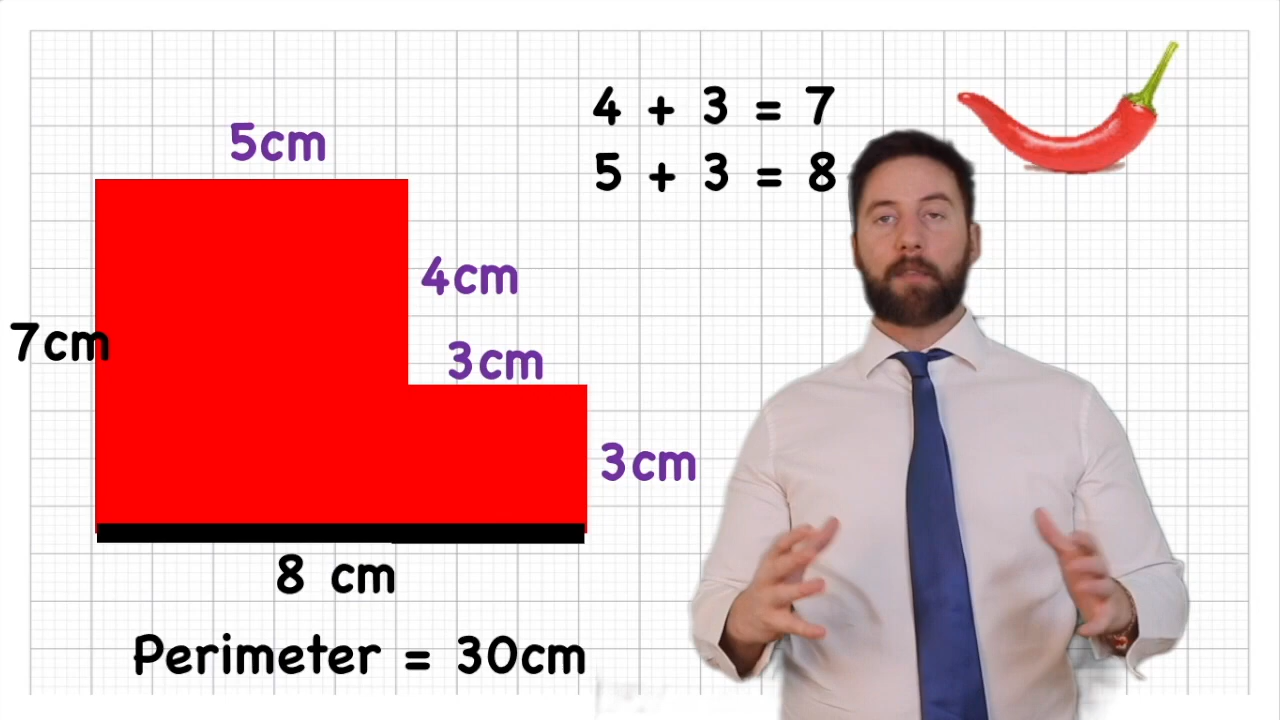 4 + 3 = 7
5 + 3 = 8
5cm
4cm
7cm
3cm
3cm
8 cm
Perimeter = 30cm